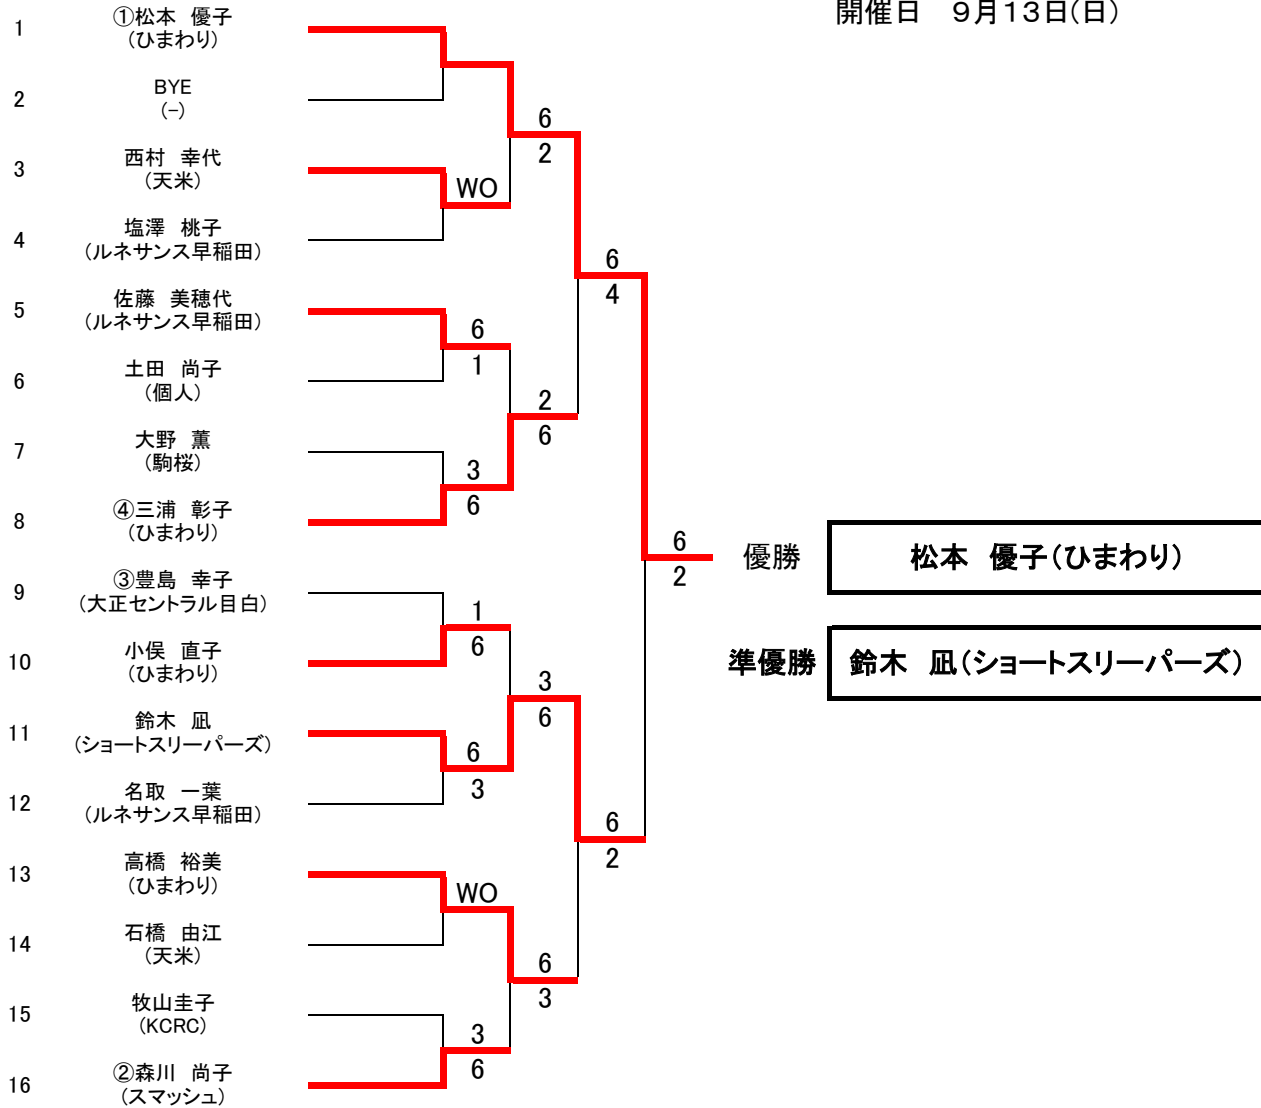 開催日　９月１３日（日）
1
①松本　優子
（ひまわり）
2
BYE
（−）
6
2
3
西村　幸代
（天米）
WO
4
塩澤　桃子
（ルネサンス早稲田）
6
4
5
佐藤　美穂代
（ルネサンス早稲田）
6
1
6
土田　尚子
（個人）
2
6
7
大野　薫
（駒桜）
3
6
8
④三浦　彰子
（ひまわり）
6
2
優勝
松本　優子（ひまわり）
9
③豊島　幸子
（大正セントラル目白）
1
6
10
小俣　直子
（ひまわり）
準優勝
鈴木　凪（ショートスリーパーズ）
3
6
11
鈴木　凪
（ショートスリーパーズ）
6
3
12
名取　一葉
（ルネサンス早稲田）
6
2
13
高橋　裕美
（ひまわり）
WO
14
石橋　由江
（天米）
6
3
15
牧山圭子
（KCRC）
3
6
16
②森川　尚子
（スマッシュ）